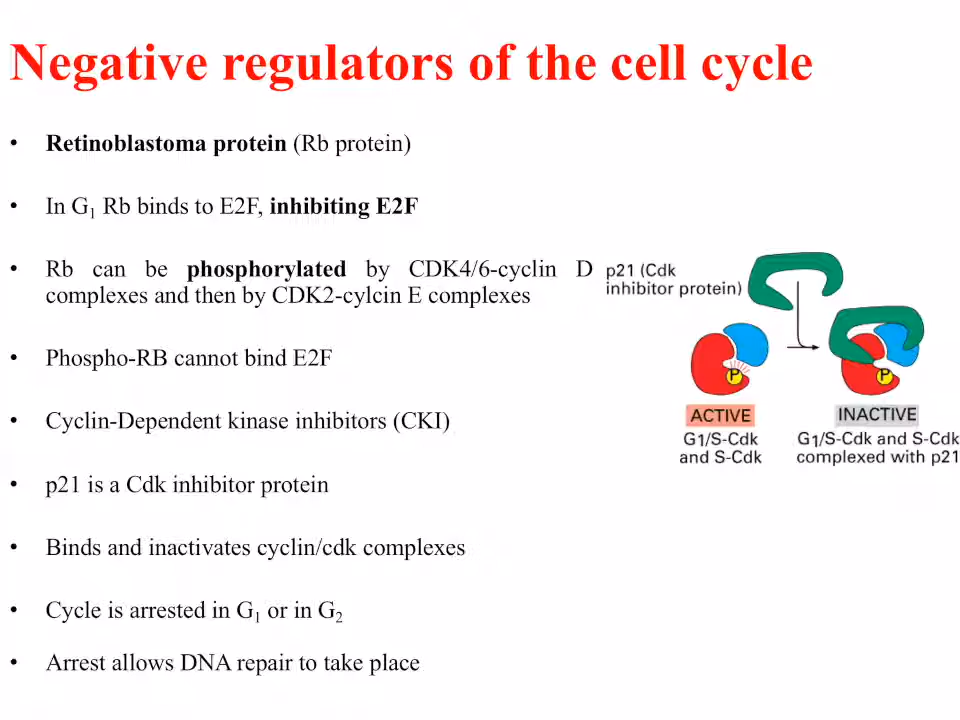 Negative regulators of the cell cycle
• Retinoblastoma protein (Rb protein)
• In G₁ Rb binds to E2F, inhibiting E2F
• Rb can be phosphorylated by CDK4/6-cyclin D
complexes and then by CDK2-cylcin E complexes
• Phospho-RB cannot bind E2F
• Cyclin-Dependent kinase inhibitors (CKI)
• p21 is a Cdk inhibitor protein
• Binds and inactivates cyclin/cdk complexes
• Cycle is arrested in G₁ or in G₂
• Arrest allows DNA repair to take place
p21 (Cdk
inhibitor protein)
P
P
ACTIVE
G1/S-Cdk
and S-Cdk
INACTIVE
G1/S-Cdk and S-Cdk
complexed with p21